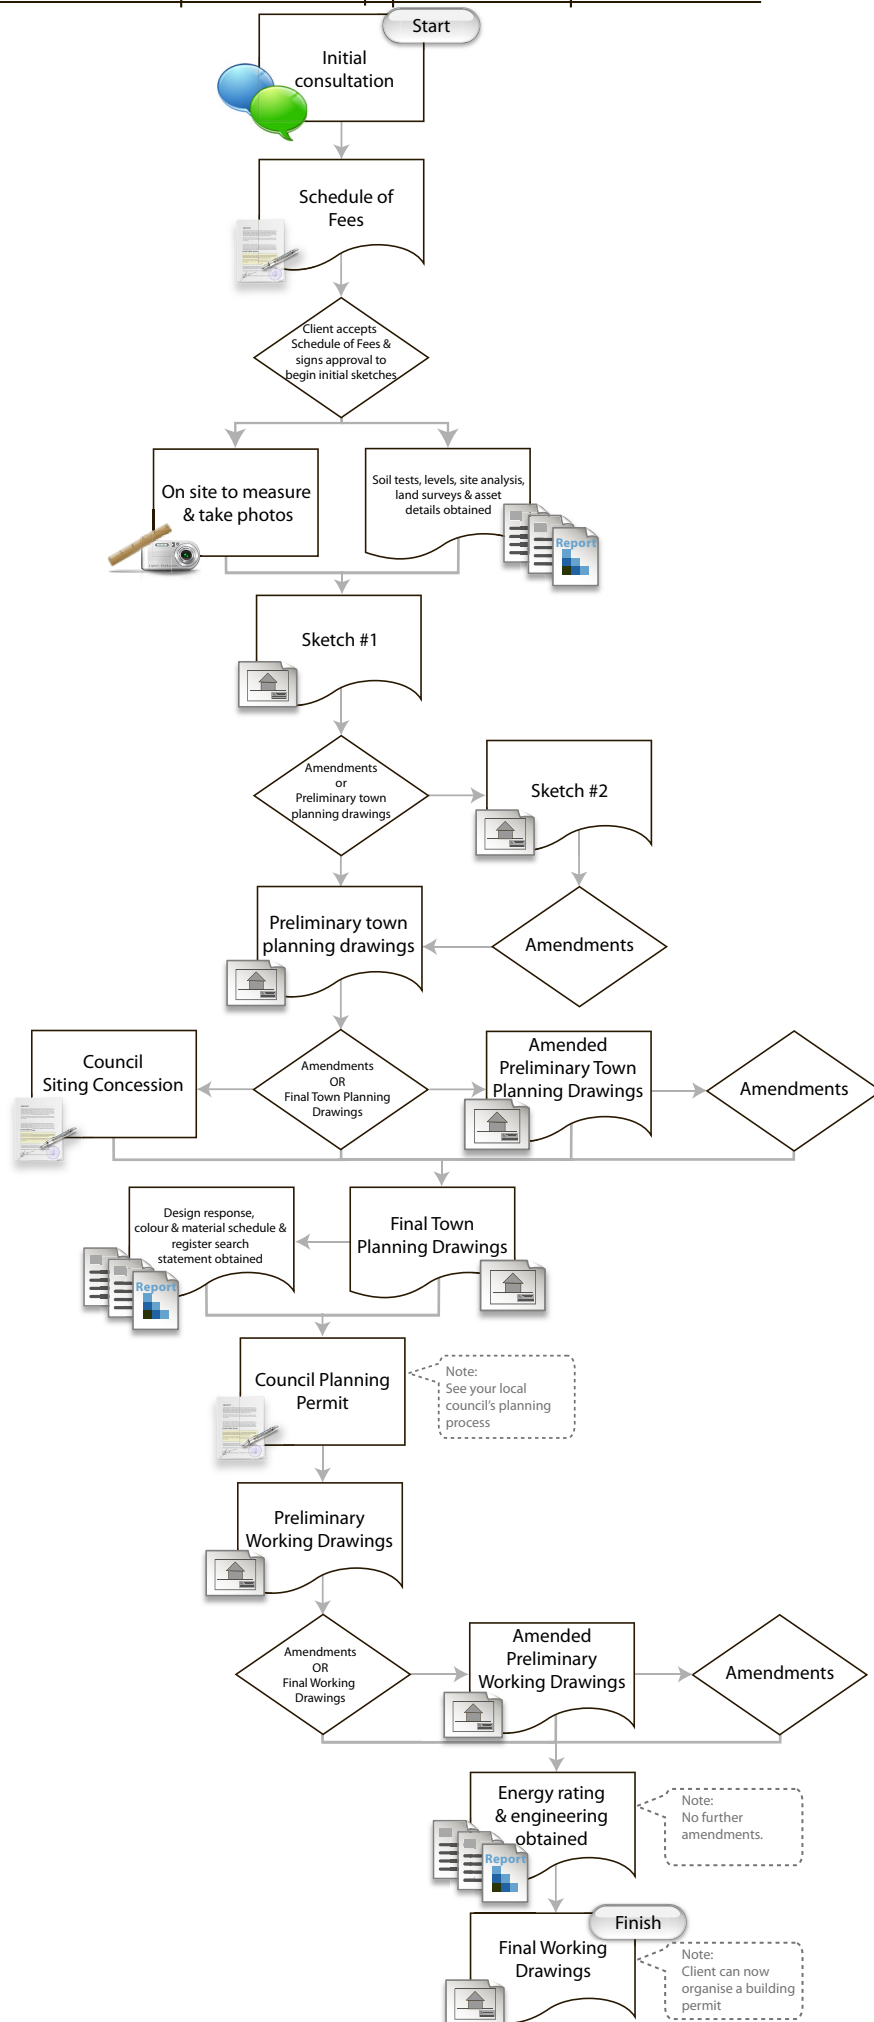 Start
Initial
consultation
Schedule of
Fees
Client accepts
Schedule of Fees &
signs approval to
begin initial sketches
On site to measure
& take photos
Soil tests, levels, site analysis,
land surveys & asset
details obtained
Report
Sketch #1
Amendments
or
Preliminary town
planning drawings
Sketch #2
Preliminary town
planning drawings
Amendments
Council
Siting Concession
Amendments
OR
Final Town Planning
Drawings
Amended
Preliminary Town
Planning Drawings
Amendments
Design response,
colour & material schedule &
register search
statement obtained
Report
Final Town
Planning Drawings
Council Planning
Permit
Note:
See your local
council's planning
process
Preliminary
Working Drawings
Amendments
OR
Final Working
Drawings
Amended
Preliminary
Working Drawings
Amendments
Energy rating
& engineering
obtained
Report
Note:
No further
amendments.
Finish
Final Working
Drawings
Note:
Client can now
organise a building
permit